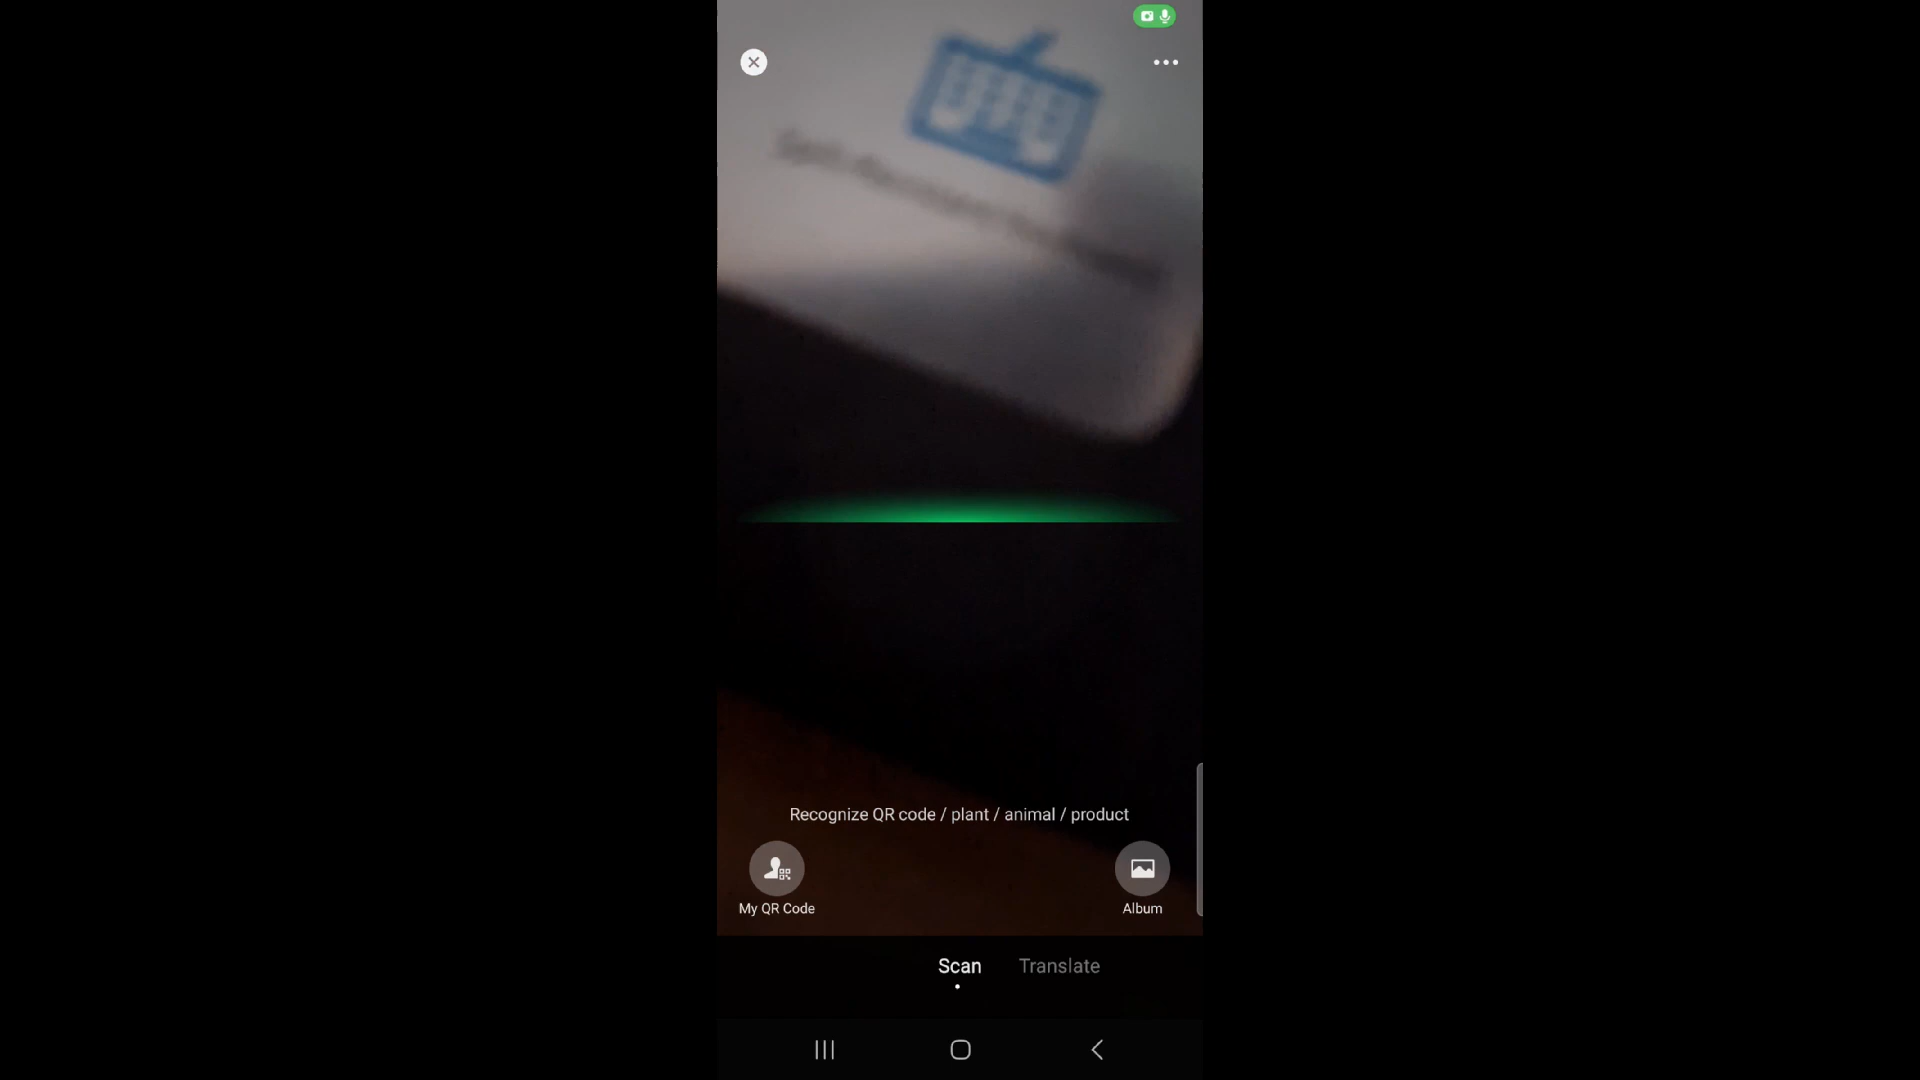 Recognize QR code / plant / animal / product
My QR Code
Album
Scan
Translate